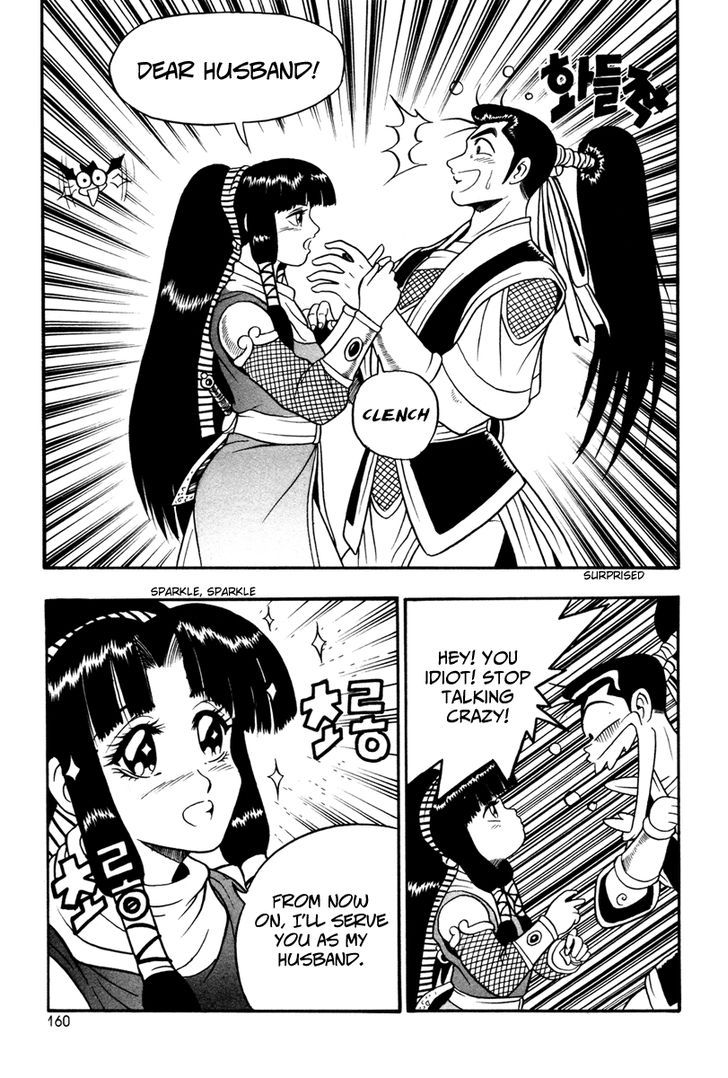 DEAR HUSBAND!
화들짝
CLENCH
SURPRISED
SPARKLE, SPARKLE
초롱
초롱
FROM NOW
ON, I'LL SERVE
YOU AS MY
HUSBAND.
HEY! YOU
IDIOT! STOP
TALKING
CRAZY!
160